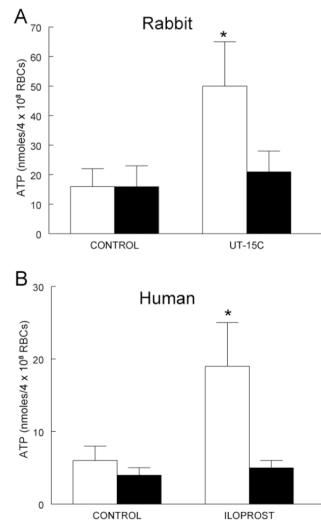 A
Rabbit
70
60
50
40
30
20
10
0
ATP (nmoles/4 x 10⁸ RBCs)
*
CONTROL
UT-15C
B
Human
30
20
10
0
ATP (nmoles/4 x 10⁸ RBCs)
*
CONTROL
ILOPROST